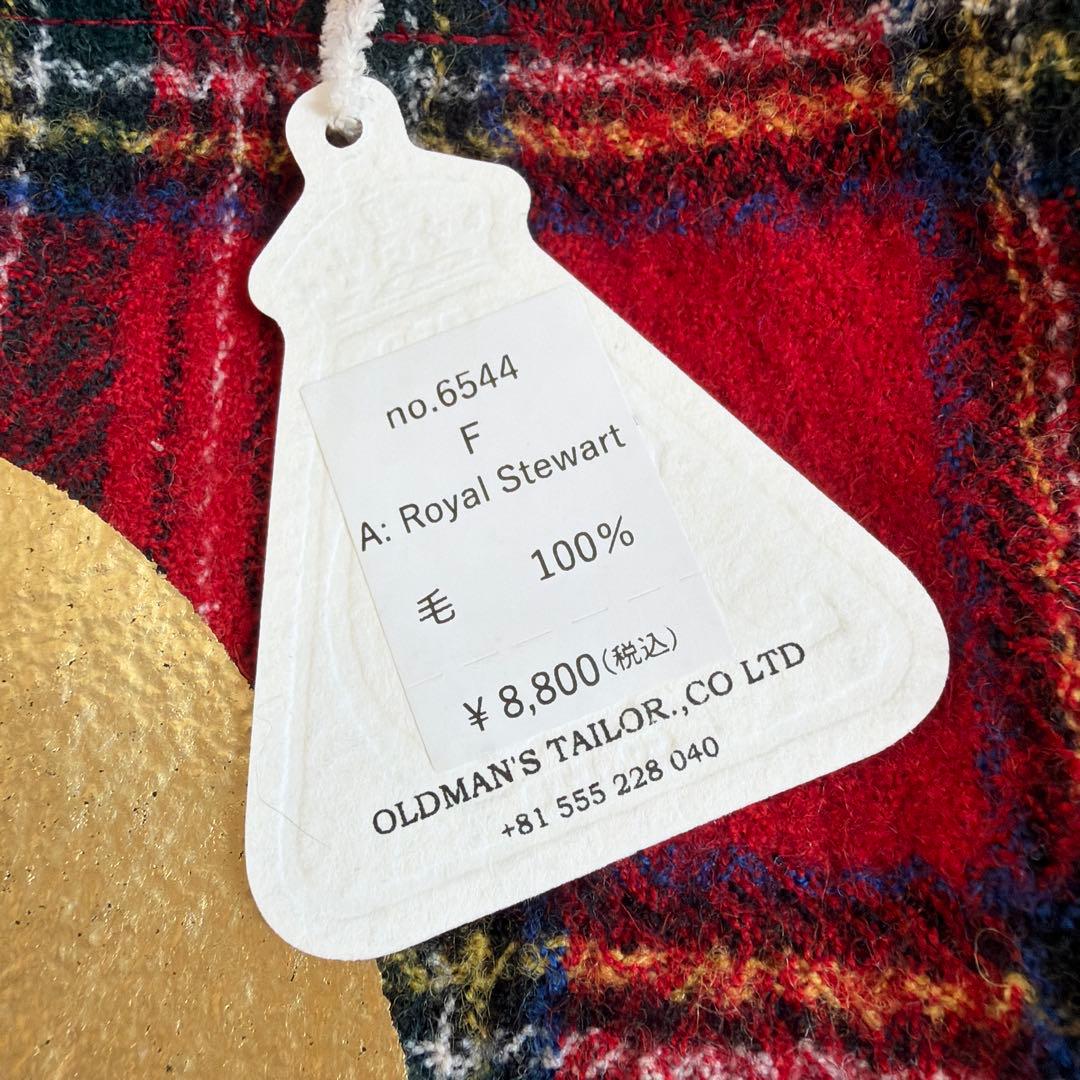 no.6544
F
A: Royal Stewart
毛 100%
¥8,800(税込)
OLDMAN'S TAILOR.,CO LTD
+81 555 228 040